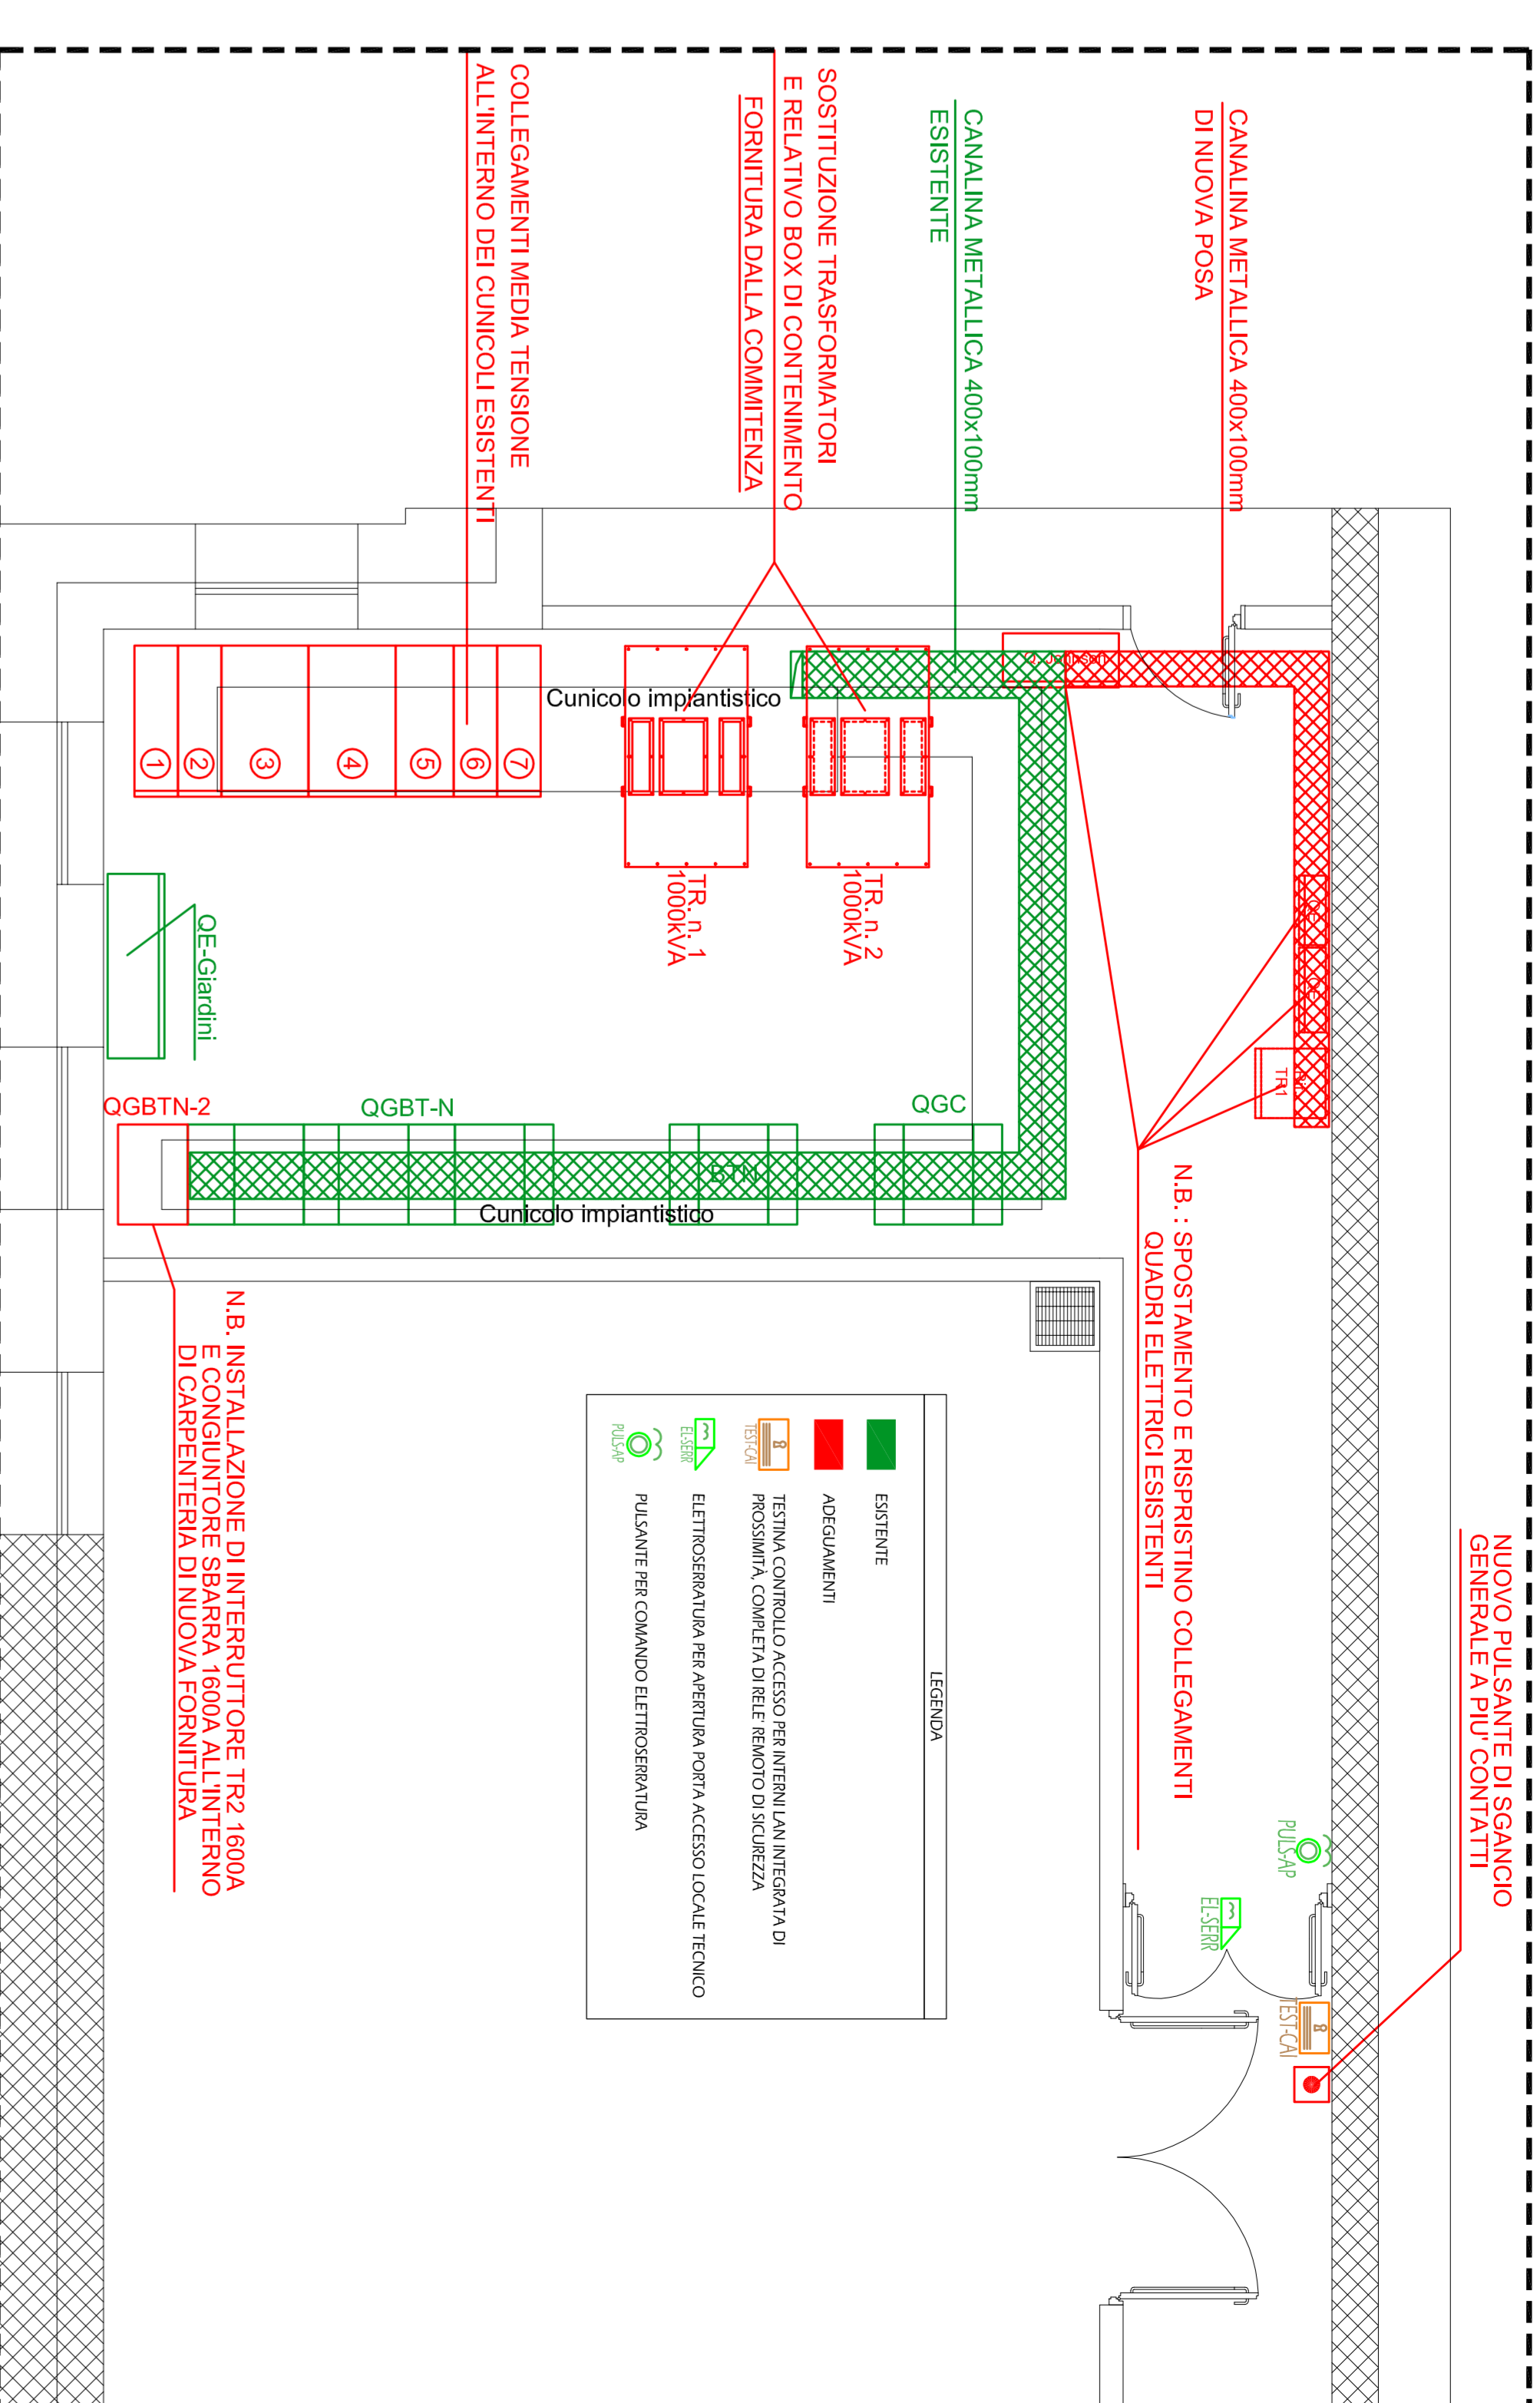 NUOVO PULSANTE DI SGANCIO
GENERALE A PIU' CONTATTI
CANALINA METALLICA 400x100mm
DI NUOVA POSA
CANALINA METALLICA 400x100mm
ESISTENTE
SOSTITUZIONE TRASFORMATORI
E RELATIVO BOX DI CONTENIMENTO
FORNITURA DALLA COMMITENZA
COLLEGAMENTI MEDIA TENSIONE
ALL'INTERNO DEI CUNICOLI ESISTENTI
Q. Johnson
QE
QE
TR1
N.B. : SPOSTAMENTO E RISPRISTINO COLLEGAMENTI
QUADRI ELETTRICI ESISTENTI
PULS-AP
EL-SERR
TEST-CAI
Cunicolo impiantistico
1
2
3
4
5
6
7
TR. n. 2
1000kVA
TR. n. 1
1000kVA
QE-Giardini
QGBTN-2
QGBT-N
QGC
BTN
Cunicolo impiantistico
N.B. INSTALLAZIONE DI INTERRUTTORE TR2 1600A
E CONGIUNTORE SBARRA 1600A ALL'INTERNO
DI CARPENTERIA DI NUOVA FORNITURA
LEGENDA
ESISTENTE
ADEGUAMENTI
TEST-CAI
TESTINA CONTROLLO ACCESSO PER INTERNI LAN INTEGRATA DI
PROSSIMITÀ, COMPLETA DI RELE' REMOTO DI SICUREZZA
EL-SERR
ELETTROSERRATURA PER APERTURA PORTA ACCESSO LOCALE TECNICO
PULS-AP
PULSANTE PER COMANDO ELETTROSERRATURA